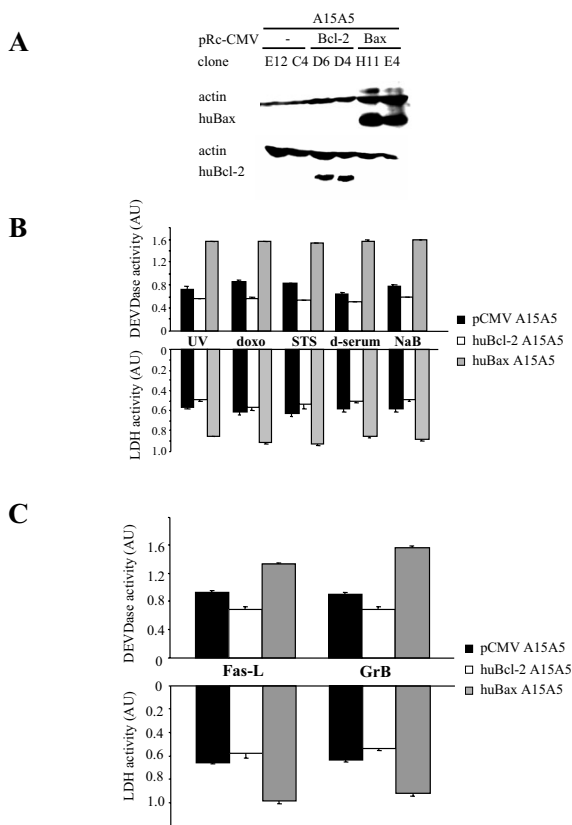 A
A15A5
pRc-CMV - Bcl-2 Bax
clone E12 C4 D6 D4 H11 E4
actin
huBax
actin
huBcl-2
B
DEVDase activity (AU)
1.6
1.2
0.8
0.4
0
UV doxo STS d-serum NaB
LDH activity (AU)
0
0.2
0.4
0.6
0.8
1.0
pCMV A15A5
huBcl-2 A15A5
huBax A15A5
C
DEVDase activity (AU)
1.6
1.2
0.8
0.4
0
Fas-L GrB
LDH activity (AU)
0
0.2
0.4
0.6
0.8
1.0
pCMV A15A5
huBcl-2 A15A5
huBax A15A5